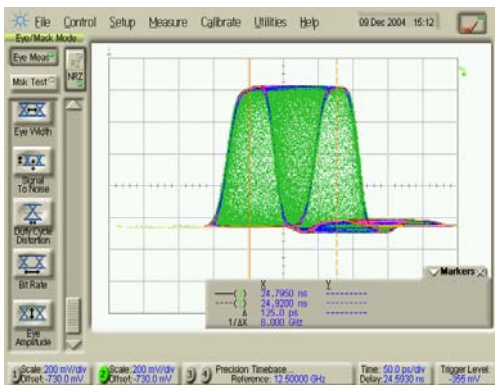 File Control Setup Measure Calibrate Utilities Help 09 Dec 2004 15:12
Eye/Mask Mode
Eye Meas
NRZ
Msk Test
Eye Width
Signal To Noise
Duty Cycle Distortion
Bit Rate
Eye Amplitude
Markers
X Y
24.7950 ns ---------
24.9200 ns ---------
Δ 125.0 ps ---------
1/ΔX 8.000 GHz
1 Scale: 200 mV/div Offset: -730.0 mV
2 Scale: 200 mV/div Offset: -730.0 mV
3 4 Precision Timebase... Reference: 12.50000 GHz
Time: 50.0 ps/div Delay: 24.5930 ns
Trigger Level: -355 mV